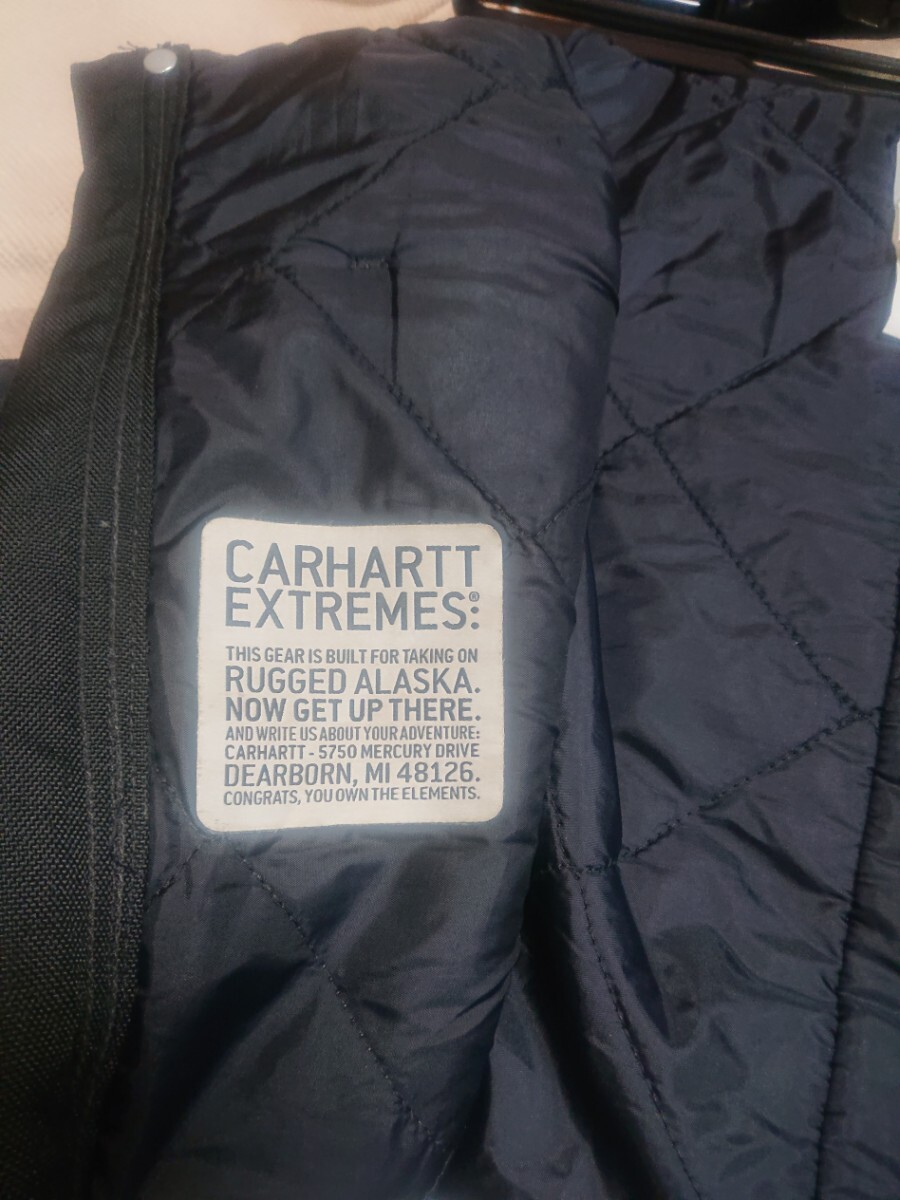 CARHARTT
EXTREMES®:
THIS GEAR IS BUILT FOR TAKING ON
RUGGED ALASKA.
NOW GET UP THERE.
AND WRITE US ABOUT YOUR ADVENTURE:
CARHARTT - 5750 MERCURY DRIVE
DEARBORN, MI 48126.
CONGRATS, YOU OWN THE ELEMENTS.